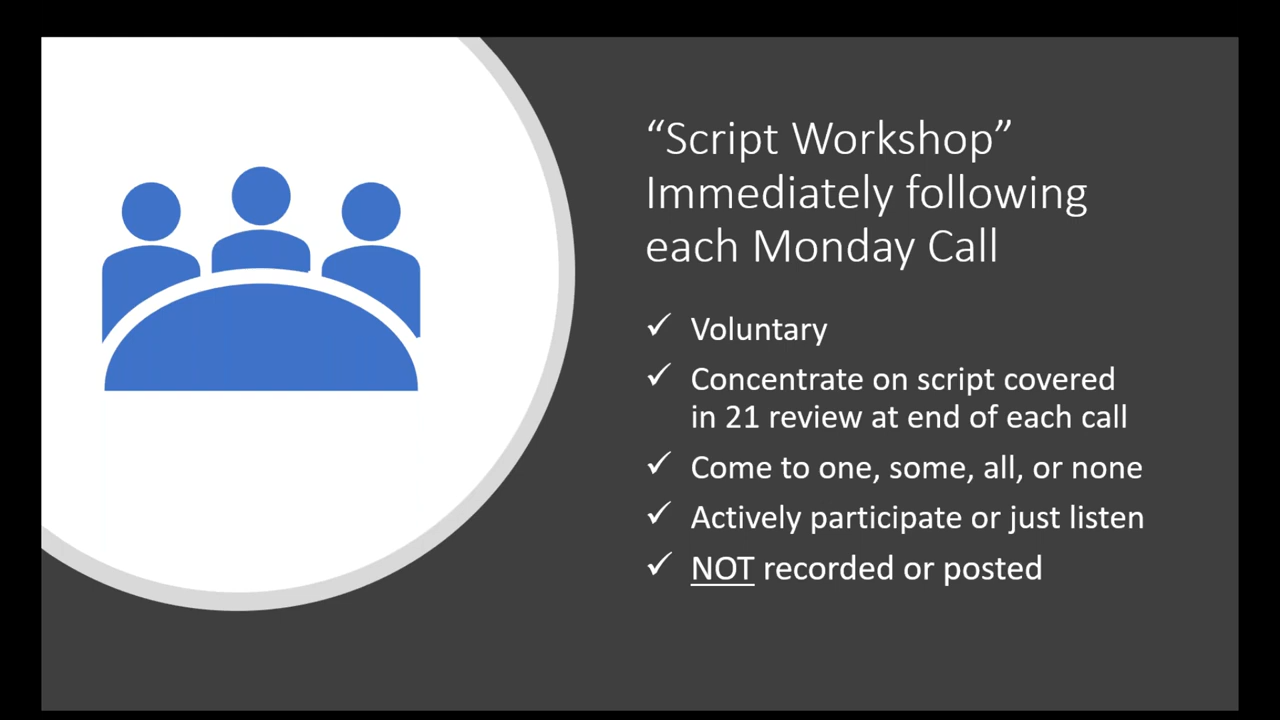 “Script Workshop”
Immediately following
each Monday Call
✓ Voluntary
✓ Concentrate on script covered
in 21 review at end of each call
✓ Come to one, some, all, or none
✓ Actively participate or just listen
✓ NOT recorded or posted